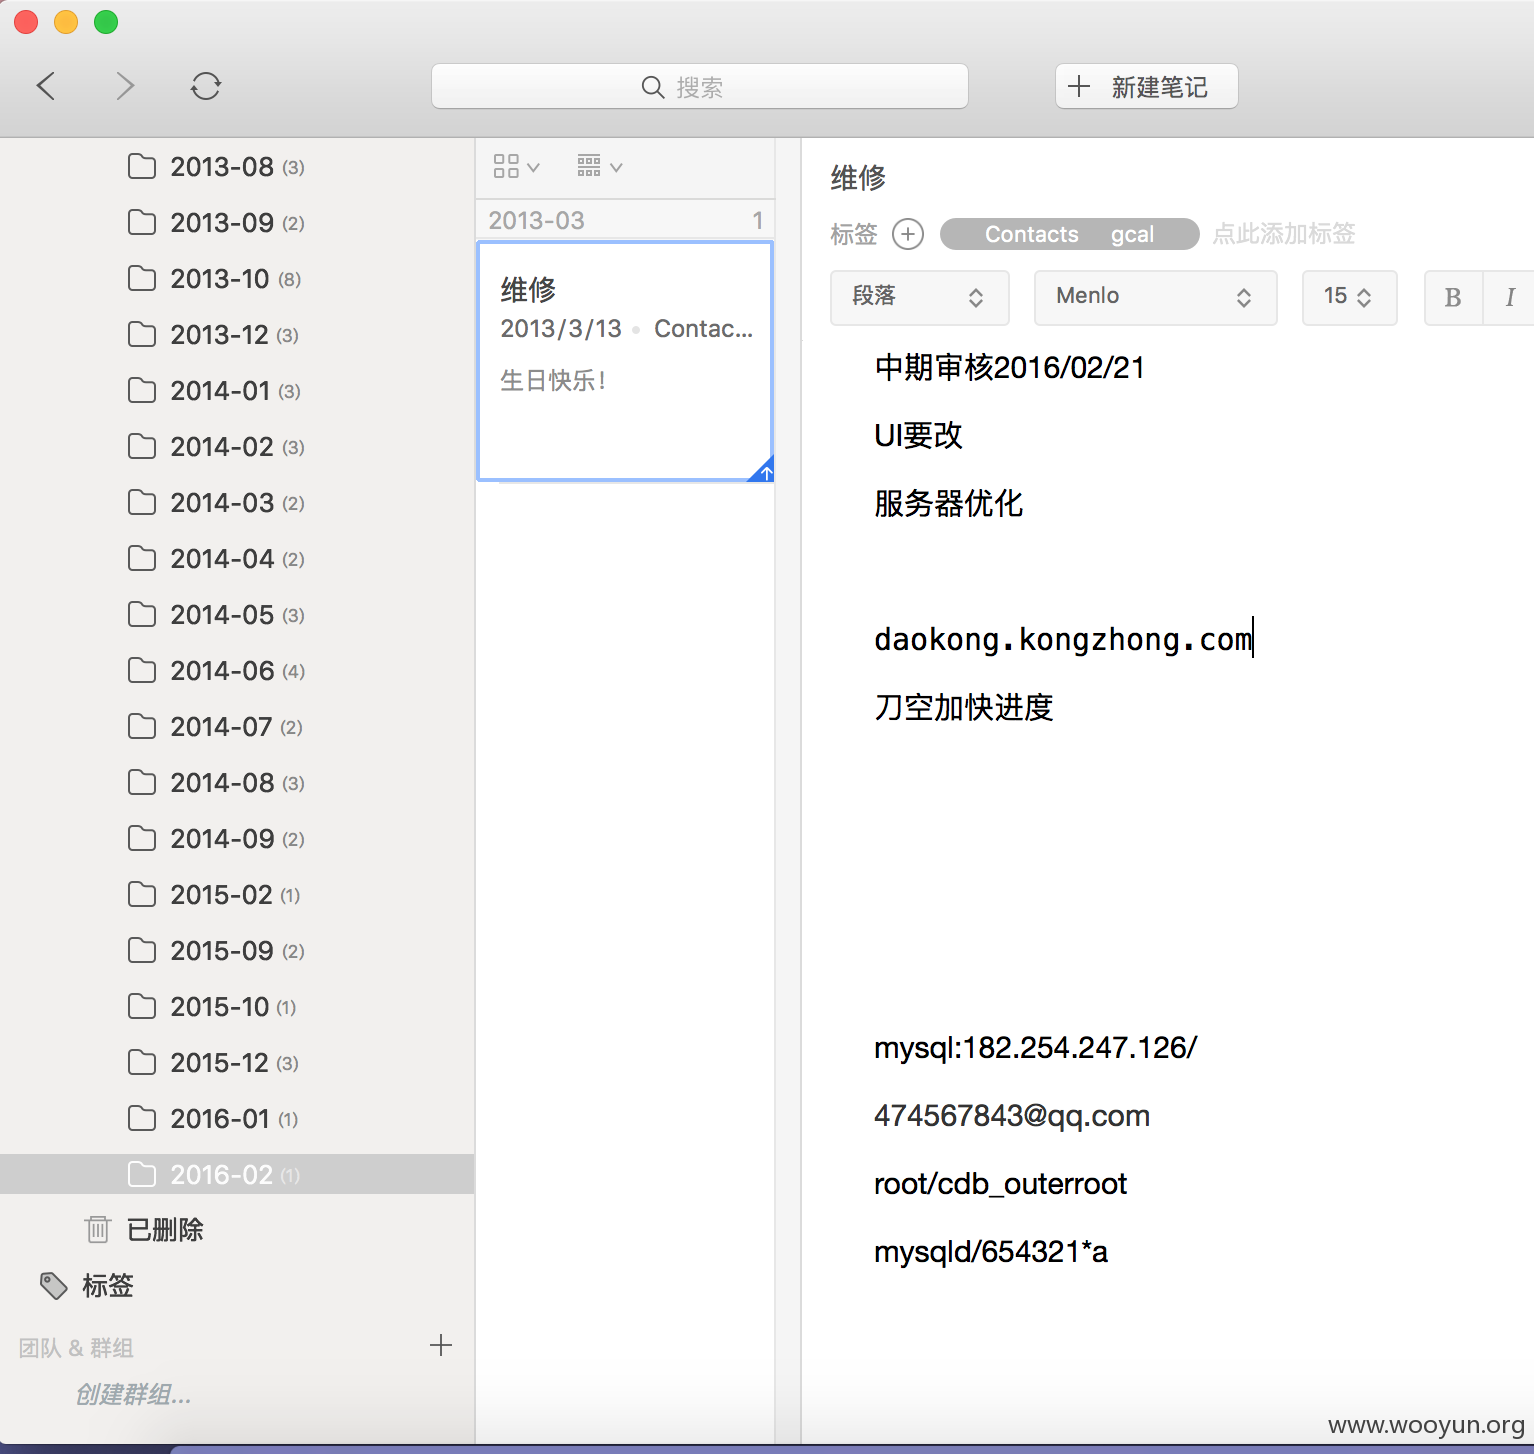 搜索
新建笔记
2013-08 (3)
2013-09 (2)
2013-10 (8)
2013-12 (3)
2014-01 (3)
2014-02 (3)
2014-03 (2)
2014-04 (2)
2014-05 (3)
2014-06 (4)
2014-07 (2)
2014-08 (3)
2014-09 (2)
2015-02 (1)
2015-09 (2)
2015-10 (1)
2015-12 (3)
2016-01 (1)
2016-02 (1)
已删除
标签
团队 & 群组
创建群组...
2013-03 1
维修
2013/3/13 • Contac...
生日快乐！
维修
标签 Contacts gcal 点此添加标签
段落 Menlo 15 B I
中期审核2016/02/21
UI要改
服务器优化
daokong.kongzhong.com
刀空加快进度
mysql:182.254.247.126/
474567843@qq.com
root/cdb_outerroot
mysqld/654321*a
www.wooyun.org